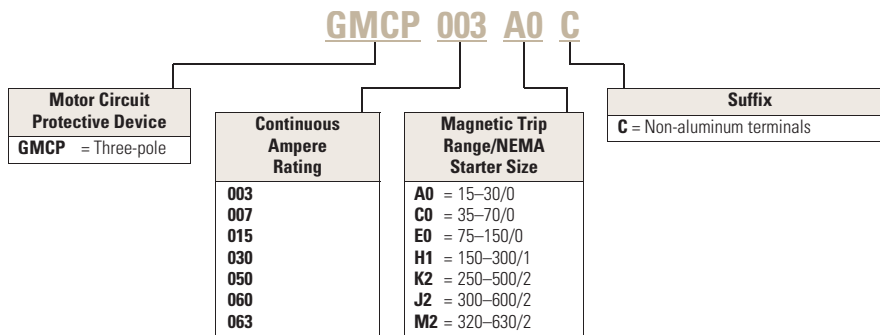 GMCP 003 A0 C
Motor Circuit
Protective Device
GMCP = Three-pole
Continuous
Ampere
Rating
003
007
015
030
050
060
063
Magnetic Trip
Range/NEMA
Starter Size
A0 = 15–30/0
C0 = 35–70/0
E0 = 75–150/0
H1 = 150–300/1
K2 = 250–500/2
J2 = 300–600/2
M2 = 320–630/2
Suffix
C = Non-aluminum terminals